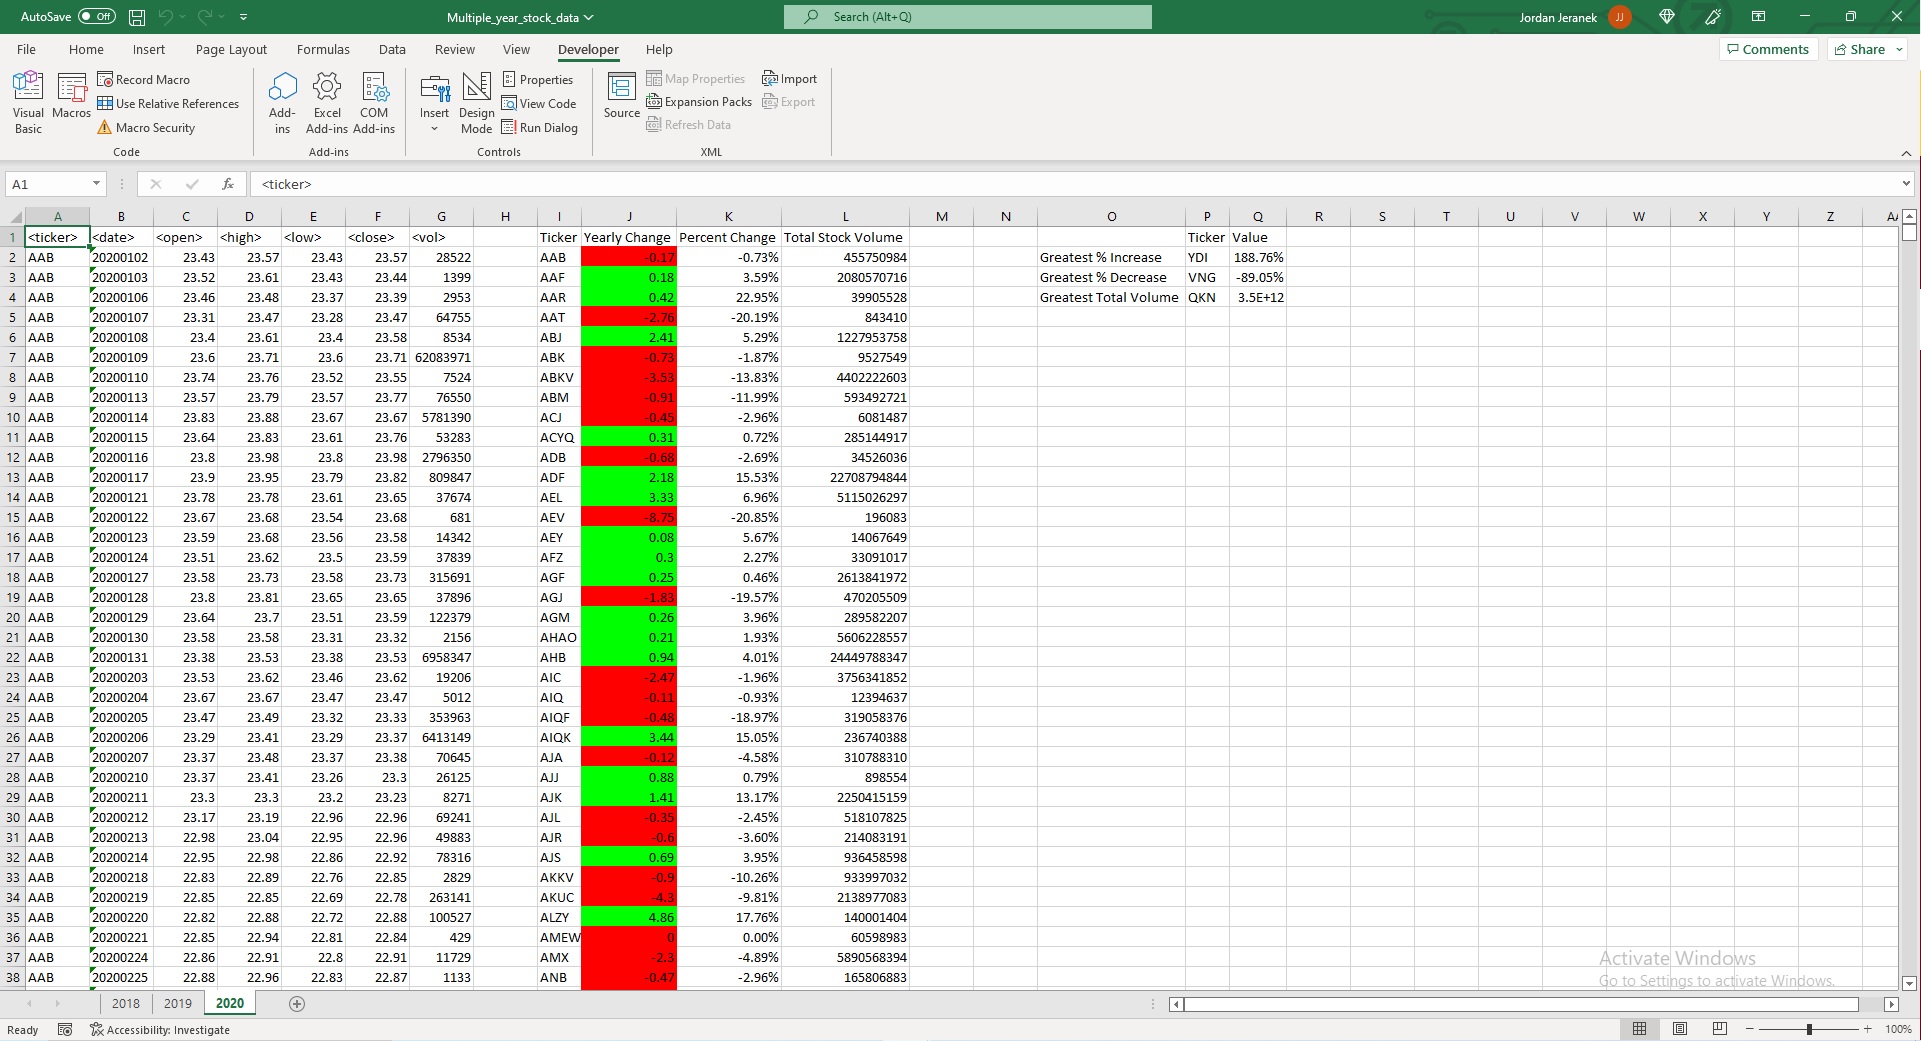 AutoSave Off Multiple_year_stock_data Search (Alt+Q) Jordan Jeranek JJ
File Home Insert Page Layout Formulas Data Review View Developer Help Comments Share
Visual Basic
Macros
Record Macro
Use Relative References
Macro Security
Code
Add-ins
Excel Add-ins
COM Add-ins
Add-ins
Insert
Design Mode
Properties
View Code
Run Dialog
Controls
Source
Map Properties
Expansion Packs
Refresh Data
Import
Export
XML
A1 fx <ticker>
A B C D E F G H I J K L M N O P Q R S T U V W X Y Z
1 <ticker> <date> <open> <high> <low> <close> <vol> Ticker Yearly Change Percent Change Total Stock Volume Ticker Value
2 AAB 20200102 23.43 23.57 23.43 23.57 28522 AAB -0.17 -0.73% 455750984 Greatest % Increase YDI 188.76%
3 AAB 20200103 23.52 23.61 23.43 23.44 1399 AAF 0.18 3.59% 2080570716 Greatest % Decrease VNG -89.05%
4 AAB 20200106 23.46 23.48 23.37 23.39 2953 AAR 0.42 22.95% 39905528 Greatest Total Volume QKN 3.5E+12
5 AAB 20200107 23.31 23.47 23.28 23.47 64755 AAT -2.76 -20.19% 843410
6 AAB 20200108 23.4 23.61 23.4 23.58 8534 ABJ 2.41 5.29% 1227953758
7 AAB 20200109 23.6 23.71 23.6 23.71 62083971 ABK -0.73 -1.87% 9527549
8 AAB 20200110 23.74 23.76 23.52 23.55 7524 ABKV -3.53 -13.83% 4402222603
9 AAB 20200113 23.57 23.79 23.57 23.77 76550 ABM -0.91 -11.99% 593492721
10 AAB 20200114 23.83 23.88 23.67 23.67 5781390 ACJ -0.45 -2.96% 6081487
11 AAB 20200115 23.64 23.83 23.61 23.76 53283 ACYQ 0.31 0.72% 285144917
12 AAB 20200116 23.8 23.98 23.8 23.98 2796350 ADB -0.68 -2.69% 34526036
13 AAB 20200117 23.9 23.95 23.79 23.82 809847 ADF 2.18 15.53% 22708794844
14 AAB 20200121 23.78 23.78 23.61 23.65 37674 AEL 3.33 6.96% 5115026297
15 AAB 20200122 23.67 23.68 23.54 23.68 681 AEV -8.75 -20.85% 196083
16 AAB 20200123 23.59 23.68 23.56 23.58 14342 AEY 0.08 5.67% 14067649
17 AAB 20200124 23.51 23.62 23.5 23.59 37839 AFZ 0.3 2.27% 33091017
18 AAB 20200127 23.58 23.73 23.58 23.73 315691 AGF 0.25 0.46% 2613841972
19 AAB 20200128 23.8 23.81 23.65 23.65 37896 AGJ -1.83 -19.57% 470205509
20 AAB 20200129 23.64 23.7 23.51 23.59 122379 AGM 0.26 3.96% 289582207
21 AAB 20200130 23.58 23.58 23.31 23.32 2156 AHAO 0.21 1.93% 5606228557
22 AAB 20200131 23.38 23.53 23.38 23.53 6958347 AHB 0.94 4.01% 24449788347
23 AAB 20200203 23.53 23.62 23.46 23.62 19206 AIC -2.47 -1.96% 3756341852
24 AAB 20200204 23.67 23.67 23.47 23.47 5012 AIQ -0.11 -0.93% 12394637
25 AAB 20200205 23.47 23.49 23.32 23.33 353963 AIQF -0.48 -18.97% 319058376
26 AAB 20200206 23.29 23.41 23.29 23.37 6413149 AIQK 3.44 15.05% 236740388
27 AAB 20200207 23.37 23.48 23.37 23.38 70645 AJA -0.12 -4.58% 310788310
28 AAB 20200210 23.37 23.41 23.26 23.3 26125 AJJ 0.88 0.79% 898554
29 AAB 20200211 23.3 23.3 23.2 23.23 8271 AJK 1.41 13.17% 2250415159
30 AAB 20200212 23.17 23.19 22.96 22.96 69241 AJL -0.35 -2.45% 518107825
31 AAB 20200213 22.98 23.04 22.95 22.96 49883 AJR -0.6 -3.60% 214083191
32 AAB 20200214 22.95 22.98 22.86 22.92 78316 AJS 0.69 3.95% 936458598
33 AAB 20200218 22.83 22.89 22.76 22.85 2829 AKKV -0.9 -10.26% 933997032
34 AAB 20200219 22.85 22.85 22.69 22.78 263141 AKUC -4.3 -9.81% 2138977083
35 AAB 20200220 22.82 22.88 22.72 22.88 100527 ALZY 4.86 17.76% 140001404
36 AAB 20200221 22.85 22.94 22.81 22.84 429 AMEW 0 0.00% 60598983
37 AAB 20200224 22.86 22.91 22.8 22.91 11729 AMX -2.3 -4.89% 5890568394
38 AAB 20200225 22.88 22.96 22.83 22.87 1133 ANB -0.47 -2.96% 165806883
Activate Windows
Go to Settings to activate Windows.
2018 2019 2020
Ready Accessibility: Investigate 100%